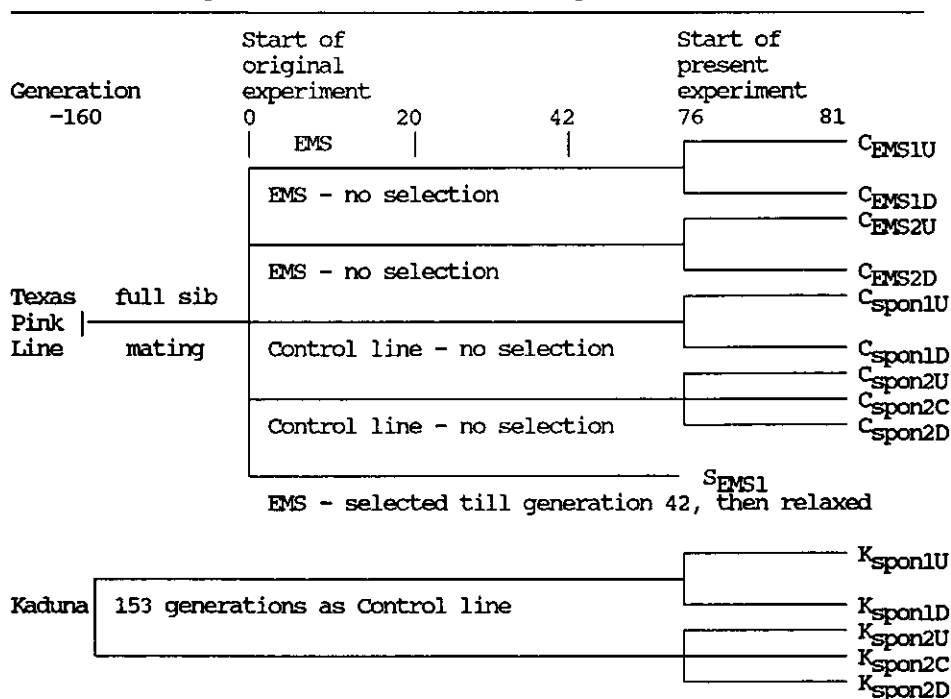 Start of Start of
original present
Generation experiment experiment
-160 0 20 42 76 81
EMS
CEMS1U
EMS - no selection
CEMS1D
CEMS2U
EMS - no selection
CEMS2D
Texas full sib
Cspon1U
Pink
Line mating
Control line - no selection
Cspon1D
Cspon2U
Cspon2C
Control line - no selection
Cspon2D
SEMS1
EMS - selected till generation 42, then relaxed
Kspon1U
Kaduna 153 generations as Control line
Kspon1D
Kspon2U
Kspon2C
Kspon2D